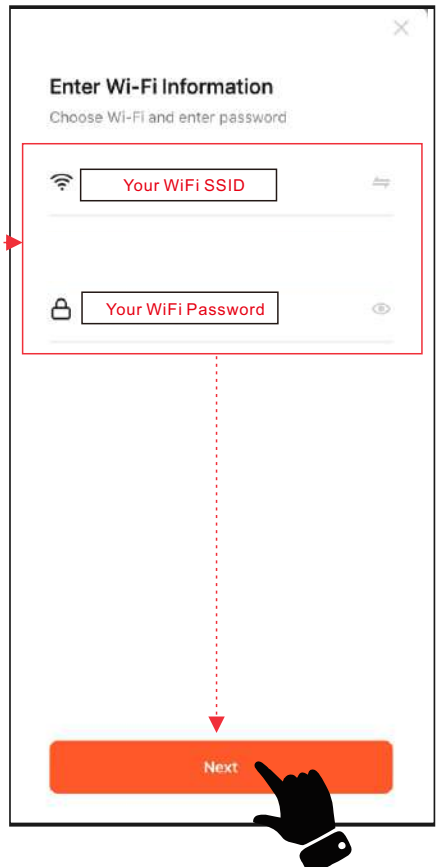 Enter Wi-Fi Information
Choose Wi-Fi and enter password
Your WiFi SSID
Your WiFi Password
Next